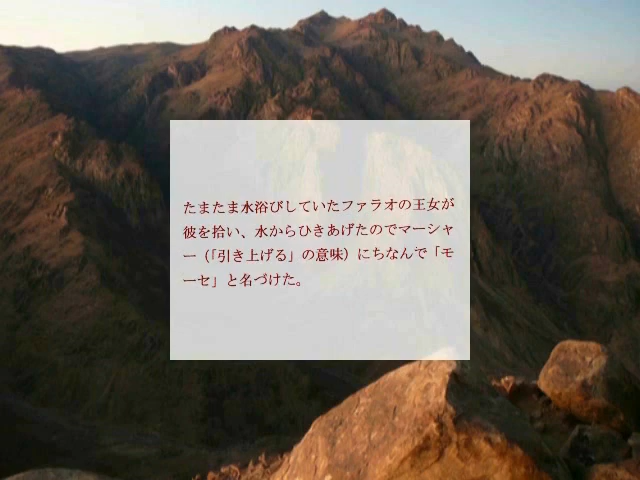 たまたま水浴びしていたファラオの王女が
彼を拾い、水からひきあげたのでマーシャ
ー（「引き上げる」の意味）にちなんで「モ
ーセ」と名づけた。